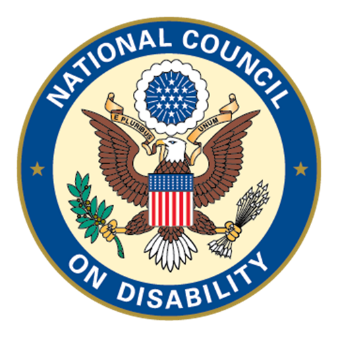 NATIONAL COUNCIL
E PLURIBUS UNUM
ON DISABILITY